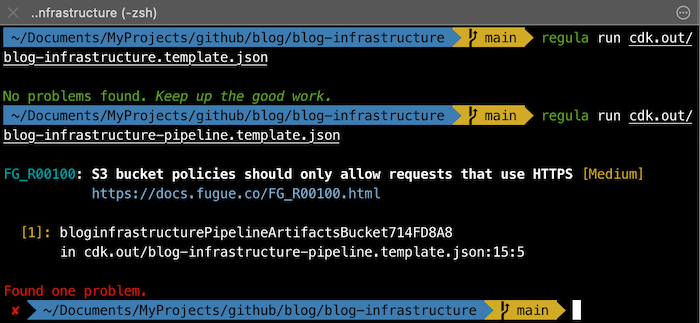 ..nfrastructure (-zsh)
~/Documents/MyProjects/github/blog/blog-infrastructure main regula run cdk.out/
blog-infrastructure.template.json
No problems found. Keep up the good work.
~/Documents/MyProjects/github/blog/blog-infrastructure main regula run cdk.out/
blog-infrastructure-pipeline.template.json
FG_R00100: S3 bucket policies should only allow requests that use HTTPS [Medium]
https://docs.fugue.co/FG_R00100.html
[1]: bloginfrastructurePipelineArtifactsBucket714FD8A8
in cdk.out/blog-infrastructure-pipeline.template.json:15:5
Found one problem.
✘ ~/Documents/MyProjects/github/blog/blog-infrastructure main